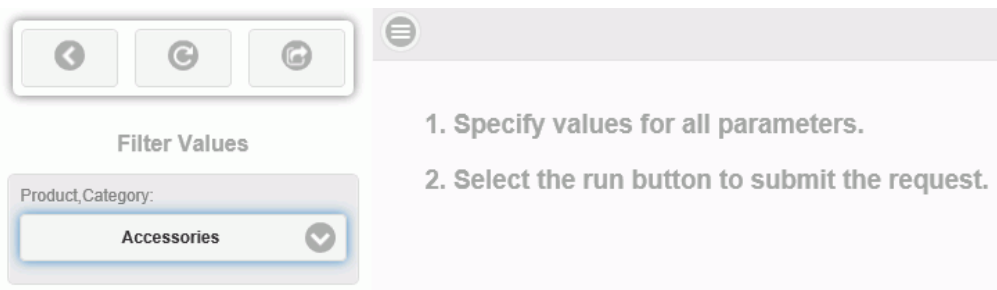 Filter Values
Product,Category:
Accessories
1. Specify values for all parameters.
2. Select the run button to submit the request.